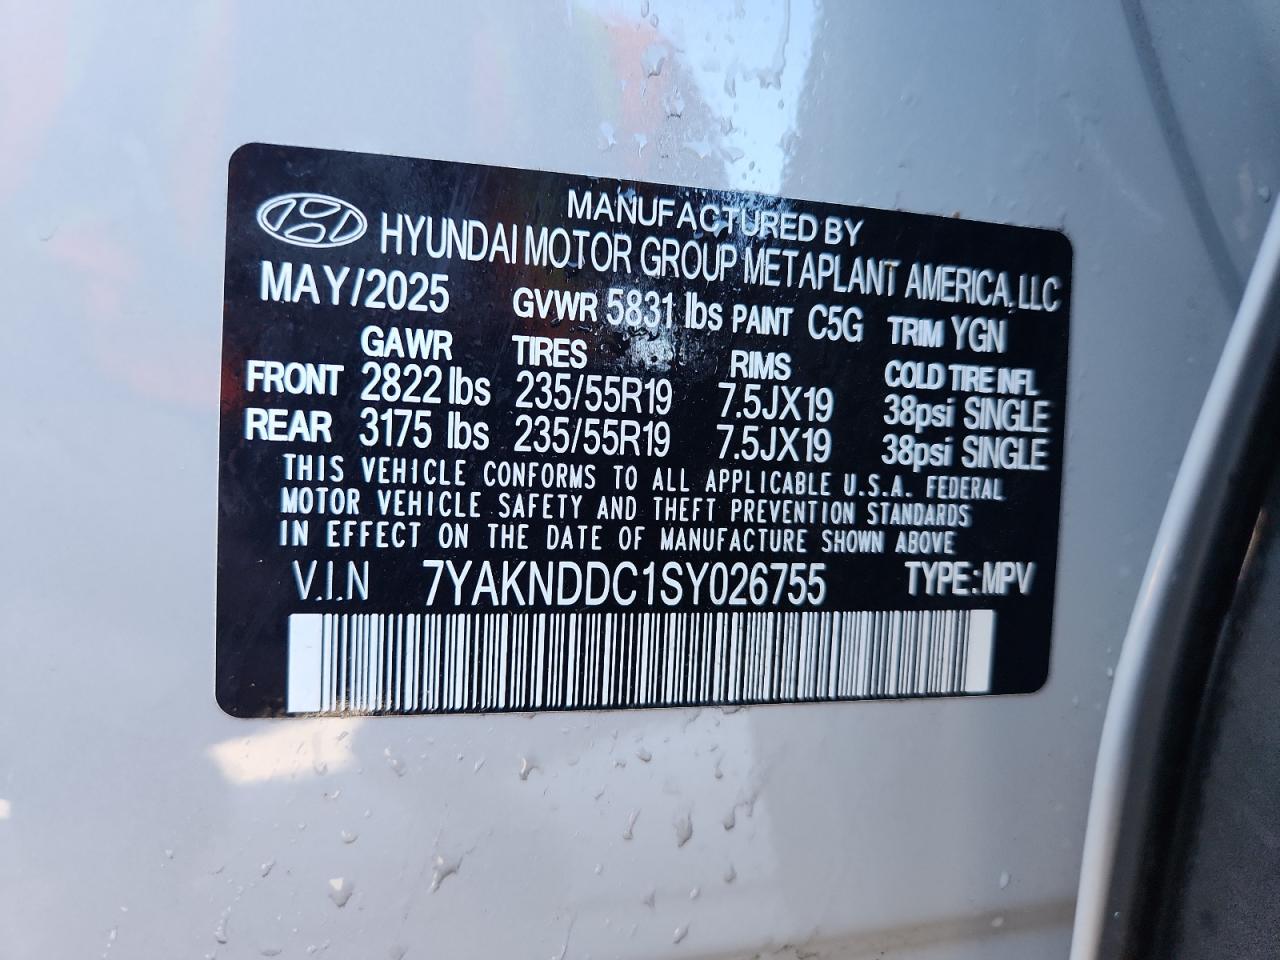 MANUFACTURED BY
HYUNDAI MOTOR GROUP METAPLANT AMERICA, LLC
MAY/2025 GVWR 5831 lbs PAINT C5G TRIM YGN
GAWR TIRES RIMS COLD TIRE INFL
FRONT 2822 lbs 235/55R19 7.5JX19 38psi SINGLE
REAR 3175 lbs 235/55R19 7.5JX19 38psi SINGLE
THIS VEHICLE CONFORMS TO ALL APPLICABLE U.S.A. FEDERAL
MOTOR VEHICLE SAFETY AND THEFT PREVENTION STANDARDS
IN EFFECT ON THE DATE OF MANUFACTURE SHOWN ABOVE
V.I.N 7YAKNDDC1SY026755 TYPE:MPV